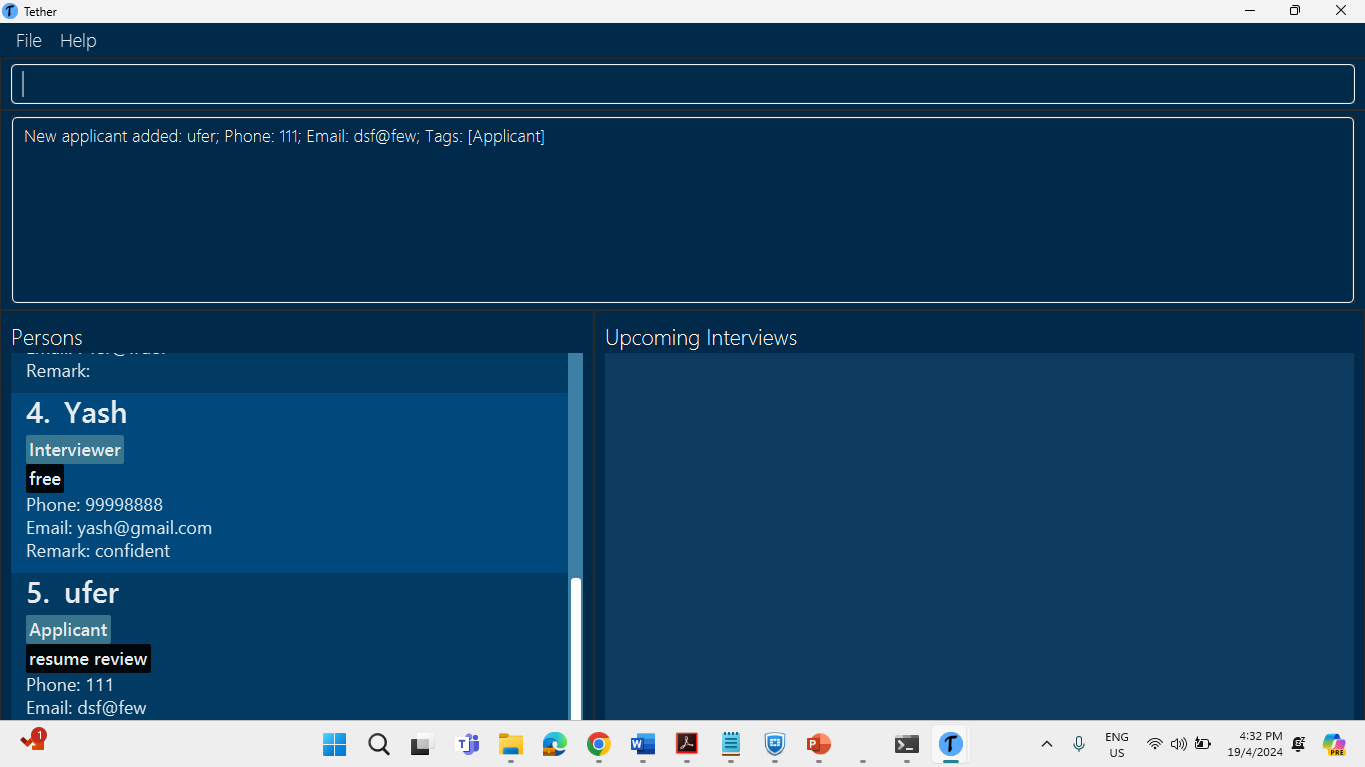 Tether
File Help
New applicant added: ufer; Phone: 111; Email: dsf@few; Tags: [Applicant]
Persons
Upcoming Interviews
Remark:
4. Yash
Interviewer
free
Phone: 99998888
Email: yash@gmail.com
Remark: confident
5. ufer
Applicant
resume review
Phone: 111
Email: dsf@few
1
ENG
US
4:32 PM
19/4/2024
PRE